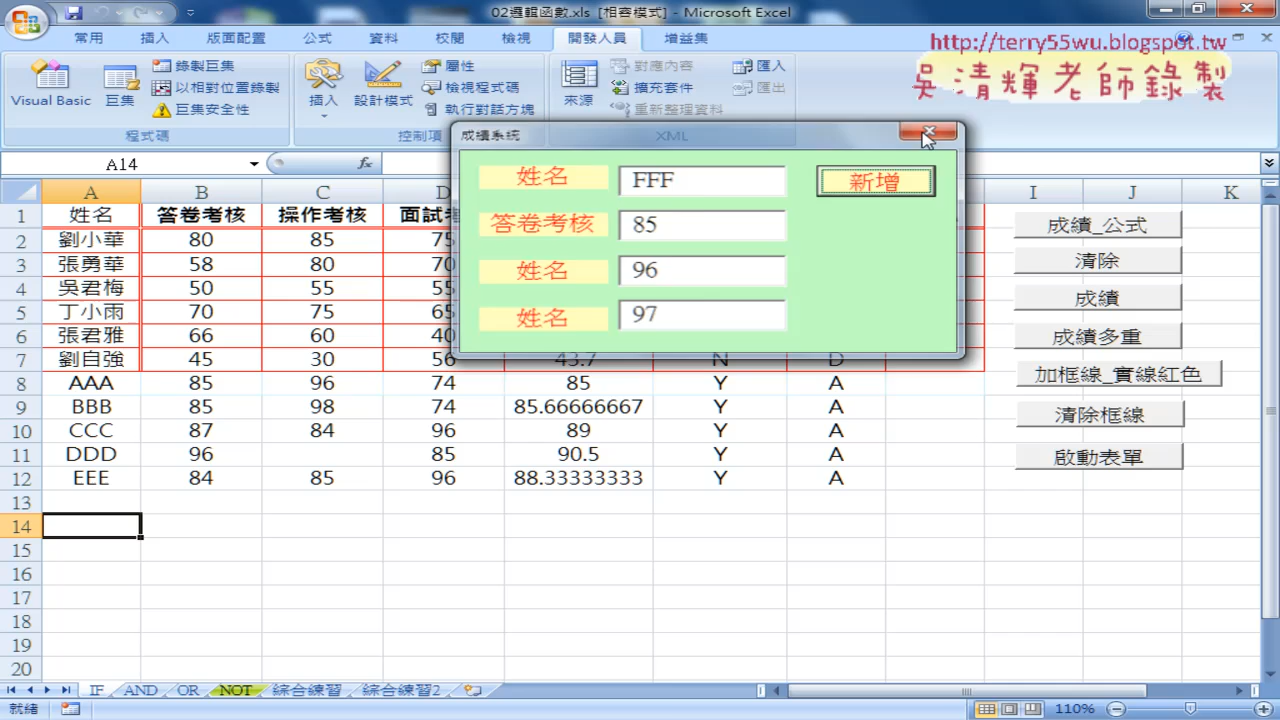 02邏輯函數.xls [相容模式] - Microsoft Excel
常用 插入 版面配置 公式 資料 校閱 檢視 開發人員 增益集
http://terry55wu.blogspot.tw
吳清輝老師錄製
Visual Basic 巨集 錄製巨集 以相對位置錄製 巨集安全性 程式碼
插入 設計模式 屬性 檢視程式碼 執行對話方塊 控制項
來源 對應內容 擴充套件 重新整理資料 匯入 匯出 XML
A14 fx
成績系統
姓名 FFF 新增
答卷考核 85
姓名 96
姓名 97
A B C D I J K
1 姓名 答卷考核 操作考核 面試
2 劉小華 80 85 75
3 張勇華 58 80 70
4 吳君梅 50 55 55
5 丁小雨 70 75 65
6 張君雅 66 60 40
7 劉自強 45 30 56 43.7 N D
8 AAA 85 96 74 85 Y A
9 BBB 85 98 74 85.66666667 Y A
10 CCC 87 84 96 89 Y A
11 DDD 96 85 90.5 Y A
12 EEE 84 85 96 88.33333333 Y A
13
14
15
16
17
18
19
20
成績_公式
清除
成績
成績多重
加框線_實線紅色
清除框線
啟動表單
IF AND OR NOT 綜合練習 綜合練習2
就緒 110%